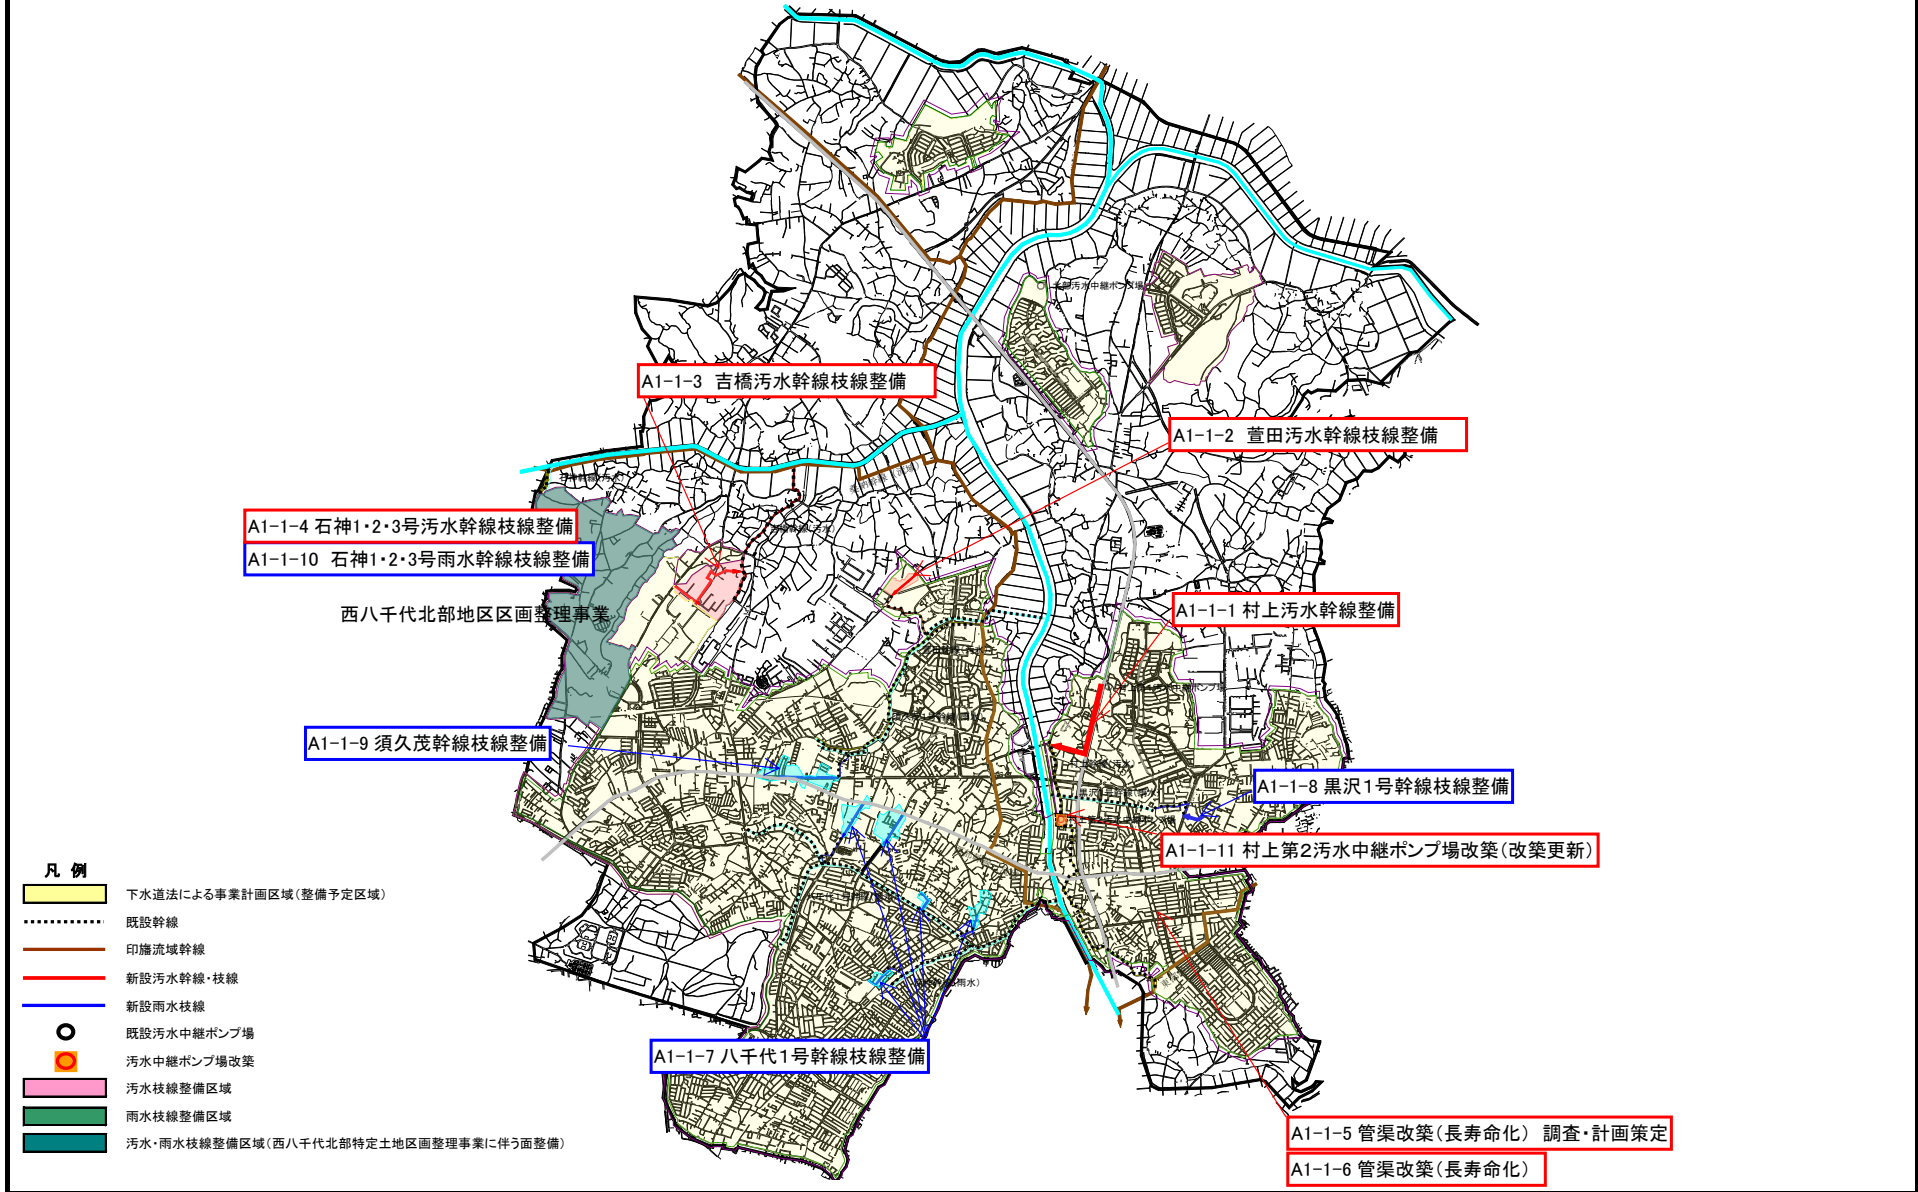 A1-1-3 吉橋汚水幹線枝線整備
A1-1-2 萱田汚水幹線枝線整備
A1-1-4 石神1・2・3号汚水幹線枝線整備
A1-1-10 石神1・2・3号雨水幹線枝線整備
西八千代北部地区区画整理事業
A1-1-1 村上汚水幹線整備
A1-1-9 須久茂幹線枝線整備
A1-1-8 黒沢1号幹線枝線整備
A1-1-11 村上第2汚水中継ポンプ場改築(改築更新)
A1-1-7 八千代1号幹線枝線整備
A1-1-5 管渠改築(長寿命化) 調査・計画策定
A1-1-6 管渠改築(長寿命化)
凡 例
下水道法による事業計画区域(整備予定区域)
既設幹線
印旛流域幹線
新設汚水幹線・枝線
新設雨水枝線
既設汚水中継ポンプ場
汚水中継ポンプ場改築
汚水枝線整備区域
雨水枝線整備区域
汚水・雨水枝線整備区域(西八千代北部特定土地区画整理事業に伴う面整備)